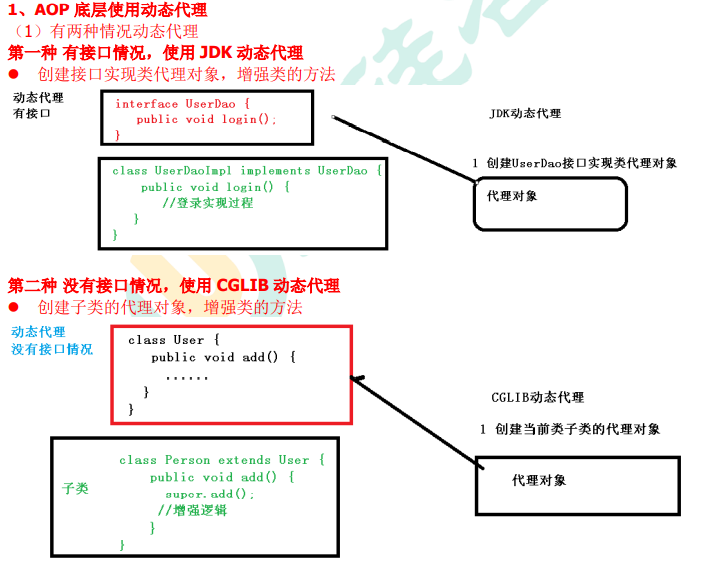 1、AOP 底层使用动态代理
（1）有两种情况动态代理
第一种 有接口情况，使用 JDK 动态代理
● 创建接口实现类代理对象，增强类的方法
动态代理
有接口
interface UserDao {
public void login();
}
class UserDaoImpl implements UserDao {
public void login() {
//登录实现过程
}
}
JDK动态代理
1 创建UserDao接口实现类代理对象
代理对象
第二种 没有接口情况，使用 CGLIB 动态代理
● 创建子类的代理对象，增强类的方法
动态代理
没有接口情况
class User {
public void add() {
......
}
}
子类
class Person extends User {
public void add() {
super.add();
//增强逻辑
}
}
CGLIB动态代理
1 创建当前类子类的代理对象
代理对象